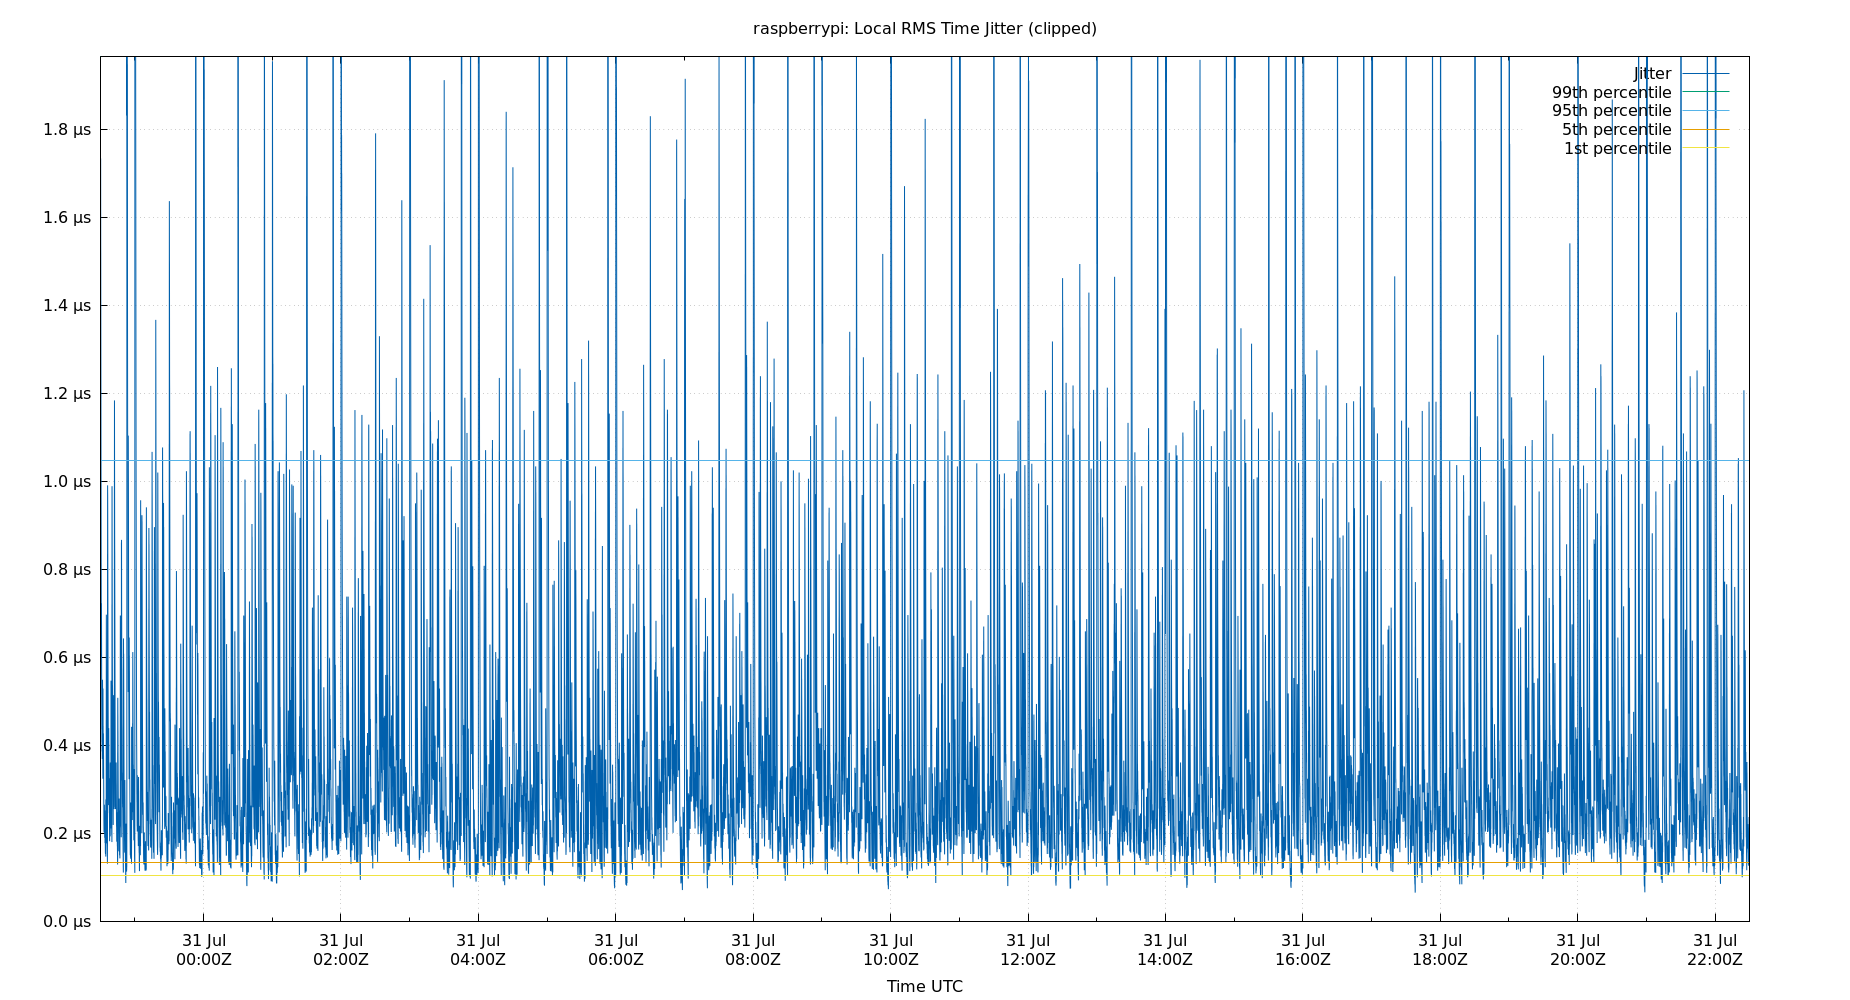 raspberrypi: Local RMS Time Jitter (clipped)
Jitter
99th percentile
95th percentile
5th percentile
1st percentile
1.8 µs
1.6 µs
1.4 µs
1.2 µs
1.0 µs
0.8 µs
0.6 µs
0.4 µs
0.2 µs
0.0 µs
31 Jul 31 Jul 31 Jul 31 Jul 31 Jul 31 Jul 31 Jul 31 Jul 31 Jul 31 Jul 31 Jul 31 Jul
00:00Z 02:00Z 04:00Z 06:00Z 08:00Z 10:00Z 12:00Z 14:00Z 16:00Z 18:00Z 20:00Z 22:00Z
Time UTC